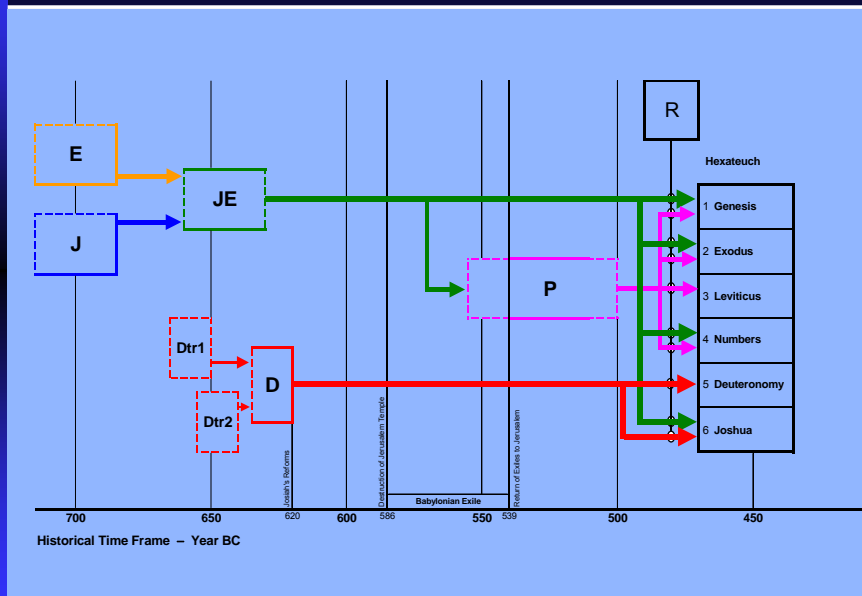 R
Hexateuch
E
JE
1 Genesis
J
2 Exodus
P
3 Leviticus
Dtr1
4 Numbers
D
5 Deuteronomy
Dtr2
6 Joshua
Josiah's Reforms
Destruction of Jerusalem Temple
Return of Exiles to Jerusalem
Babylonian Exile
700
650
620
600
586
550
539
500
450
Historical Time Frame – Year BC